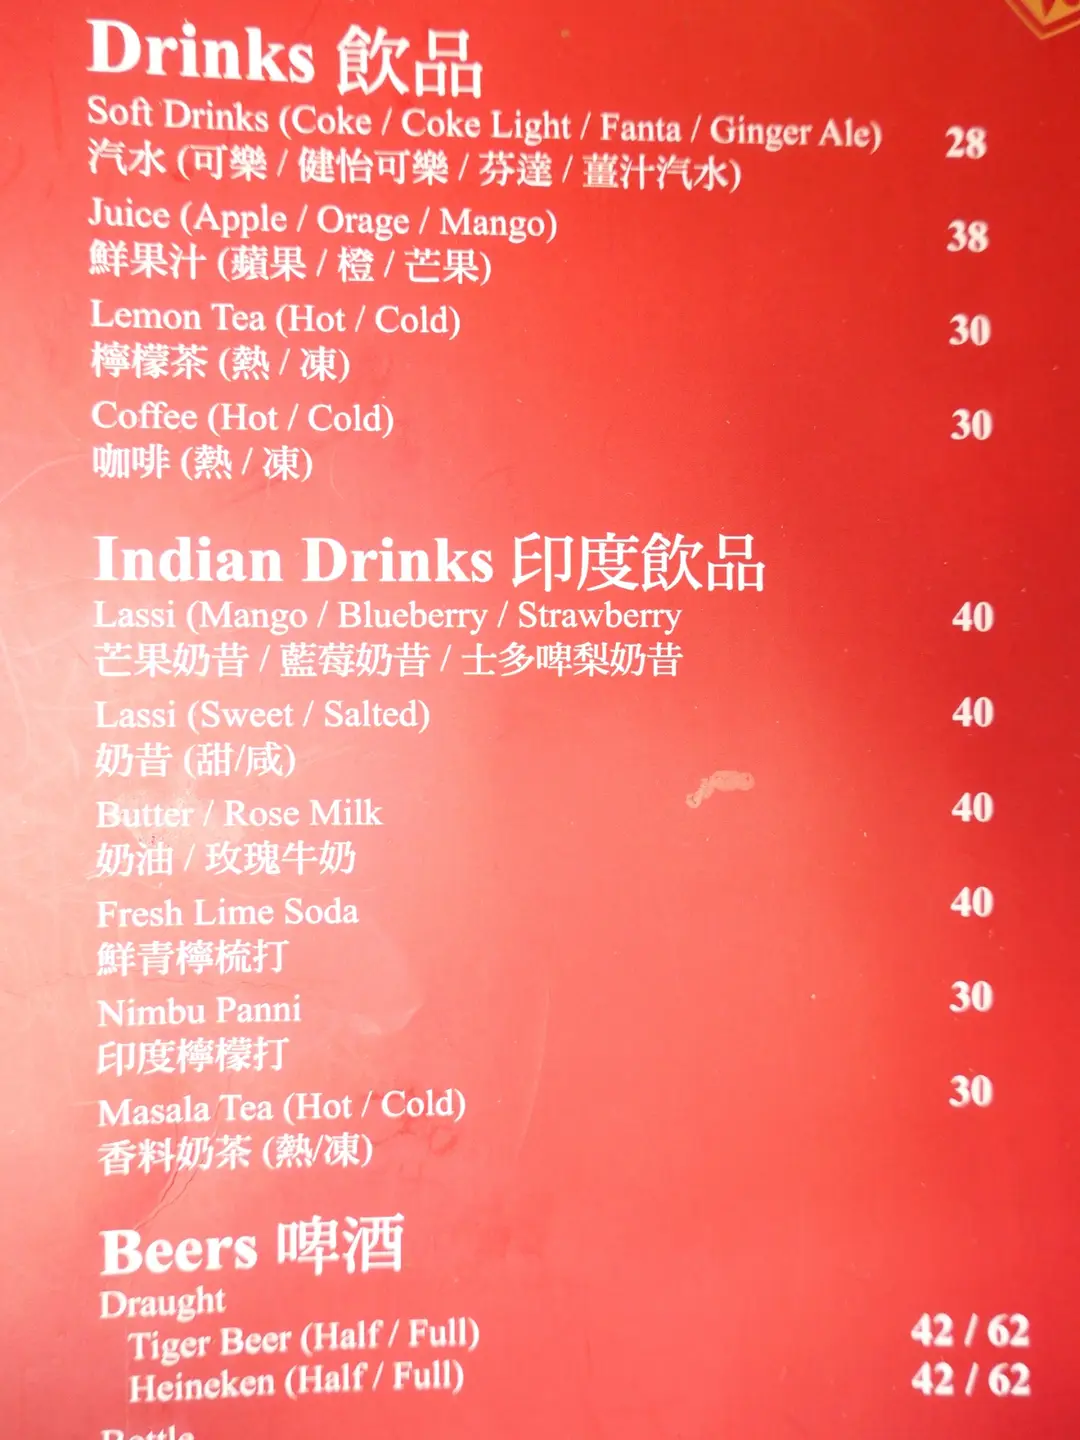 Drinks 飲品
Soft Drinks (Coke / Coke Light / Fanta / Ginger Ale) 28
汽水 (可樂 / 健怡可樂 / 芬達 / 薑汁汽水)
Juice (Apple / Orage / Mango) 38
鮮果汁 (蘋果 / 橙 / 芒果)
Lemon Tea (Hot / Cold) 30
檸檬茶 (熱 / 凍)
Coffee (Hot / Cold) 30
咖啡 (熱 / 凍)
Indian Drinks 印度飲品
Lassi (Mango / Blueberry / Strawberry 40
芒果奶昔 / 藍莓奶昔 / 士多啤梨奶昔
Lassi (Sweet / Salted) 40
奶昔 (甜/咸)
Butter / Rose Milk 40
奶油 / 玫瑰牛奶
Fresh Lime Soda 40
鮮青檸梳打
Nimbu Panni 30
印度檸檬打
Masala Tea (Hot / Cold) 30
香料奶茶 (熱/凍)
Beers 啤酒
Draught
Tiger Beer (Half / Full) 42 / 62
Heineken (Half / Full) 42 / 62
Bottle